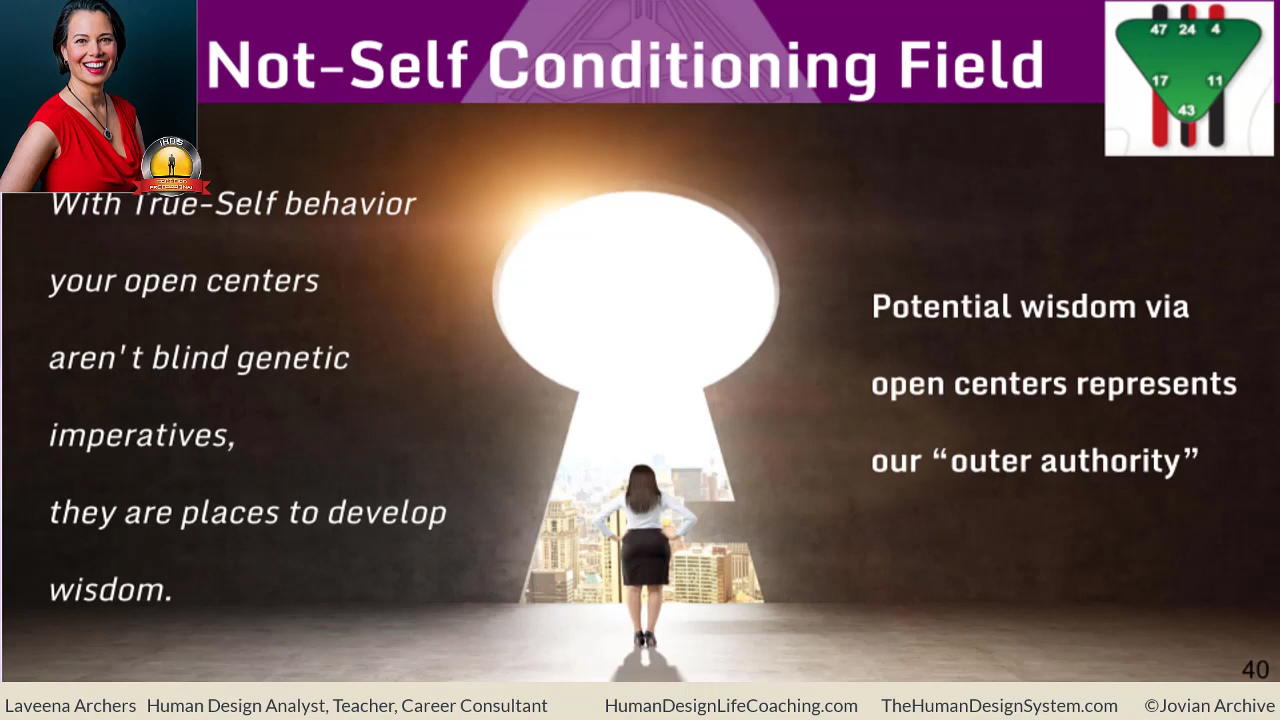 Not-Self Conditioning Field
47 24 4
17 11
43
IHDS
With True-Self behavior
your open centers
aren't blind genetic
imperatives,
they are places to develop
wisdom.
Potential wisdom via
open centers represents
our “outer authority”
40
Laveena Archers Human Design Analyst, Teacher, Career Consultant HumanDesignLifeCoaching.com TheHumanDesignSystem.com ©Jovian Archive